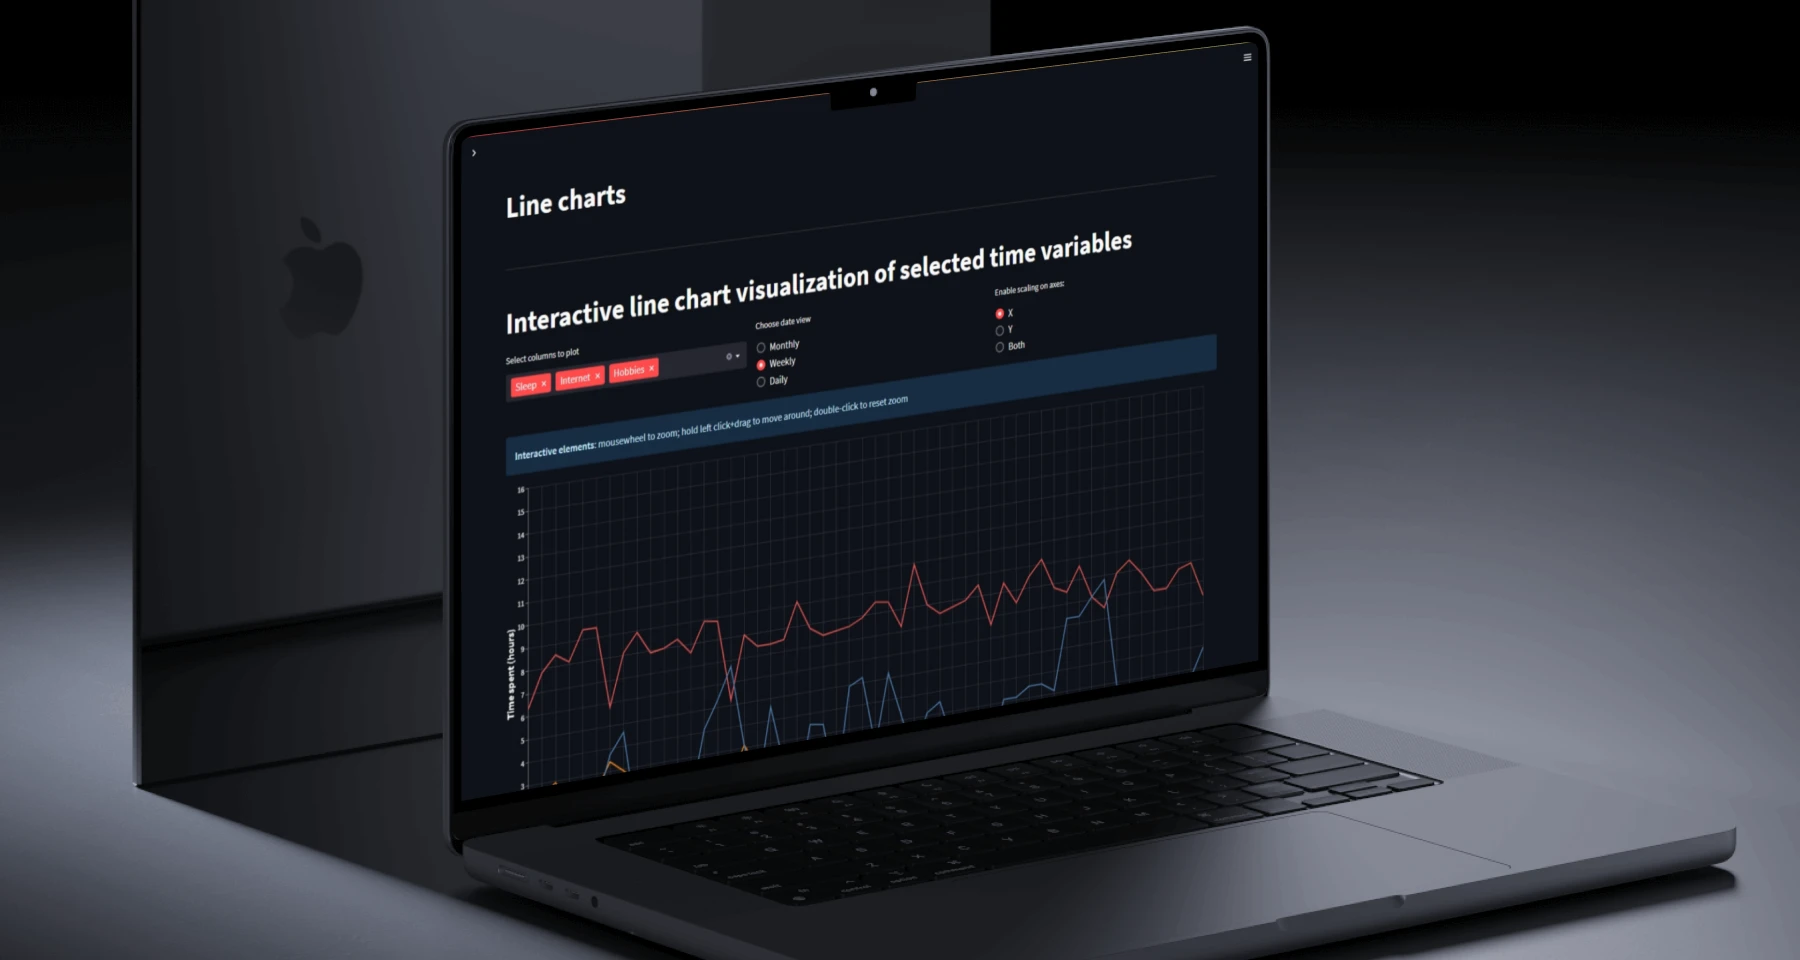 Line charts
Interactive line chart visualization of selected time variables
Select columns to plot
Sleep ×
Internet ×
Hobbies ×
Choose date view
Monthly
Weekly
Daily
Enable scaling on axes:
X
Y
Both
Interactive elements: mousewheel to zoom; hold left click+drag to move around; double-click to reset zoom
Time spent (hours)
16
15
14
13
12
11
10
9
8
7
6
5
4
3